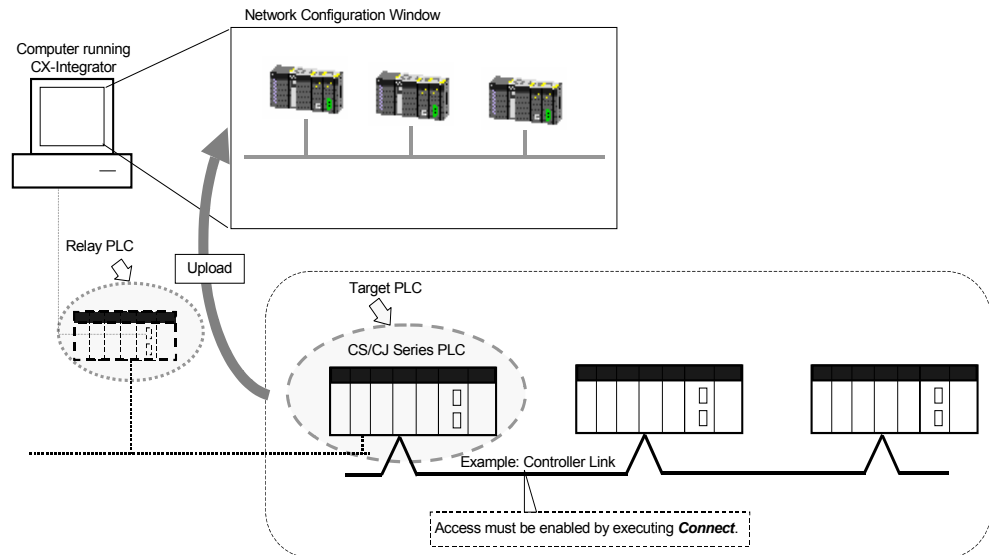 Network Configuration Window
Computer running
CX-Integrator
Relay PLC
Upload
Target PLC
CS/CJ Series PLC
Example: Controller Link
Access must be enabled by executing Connect.